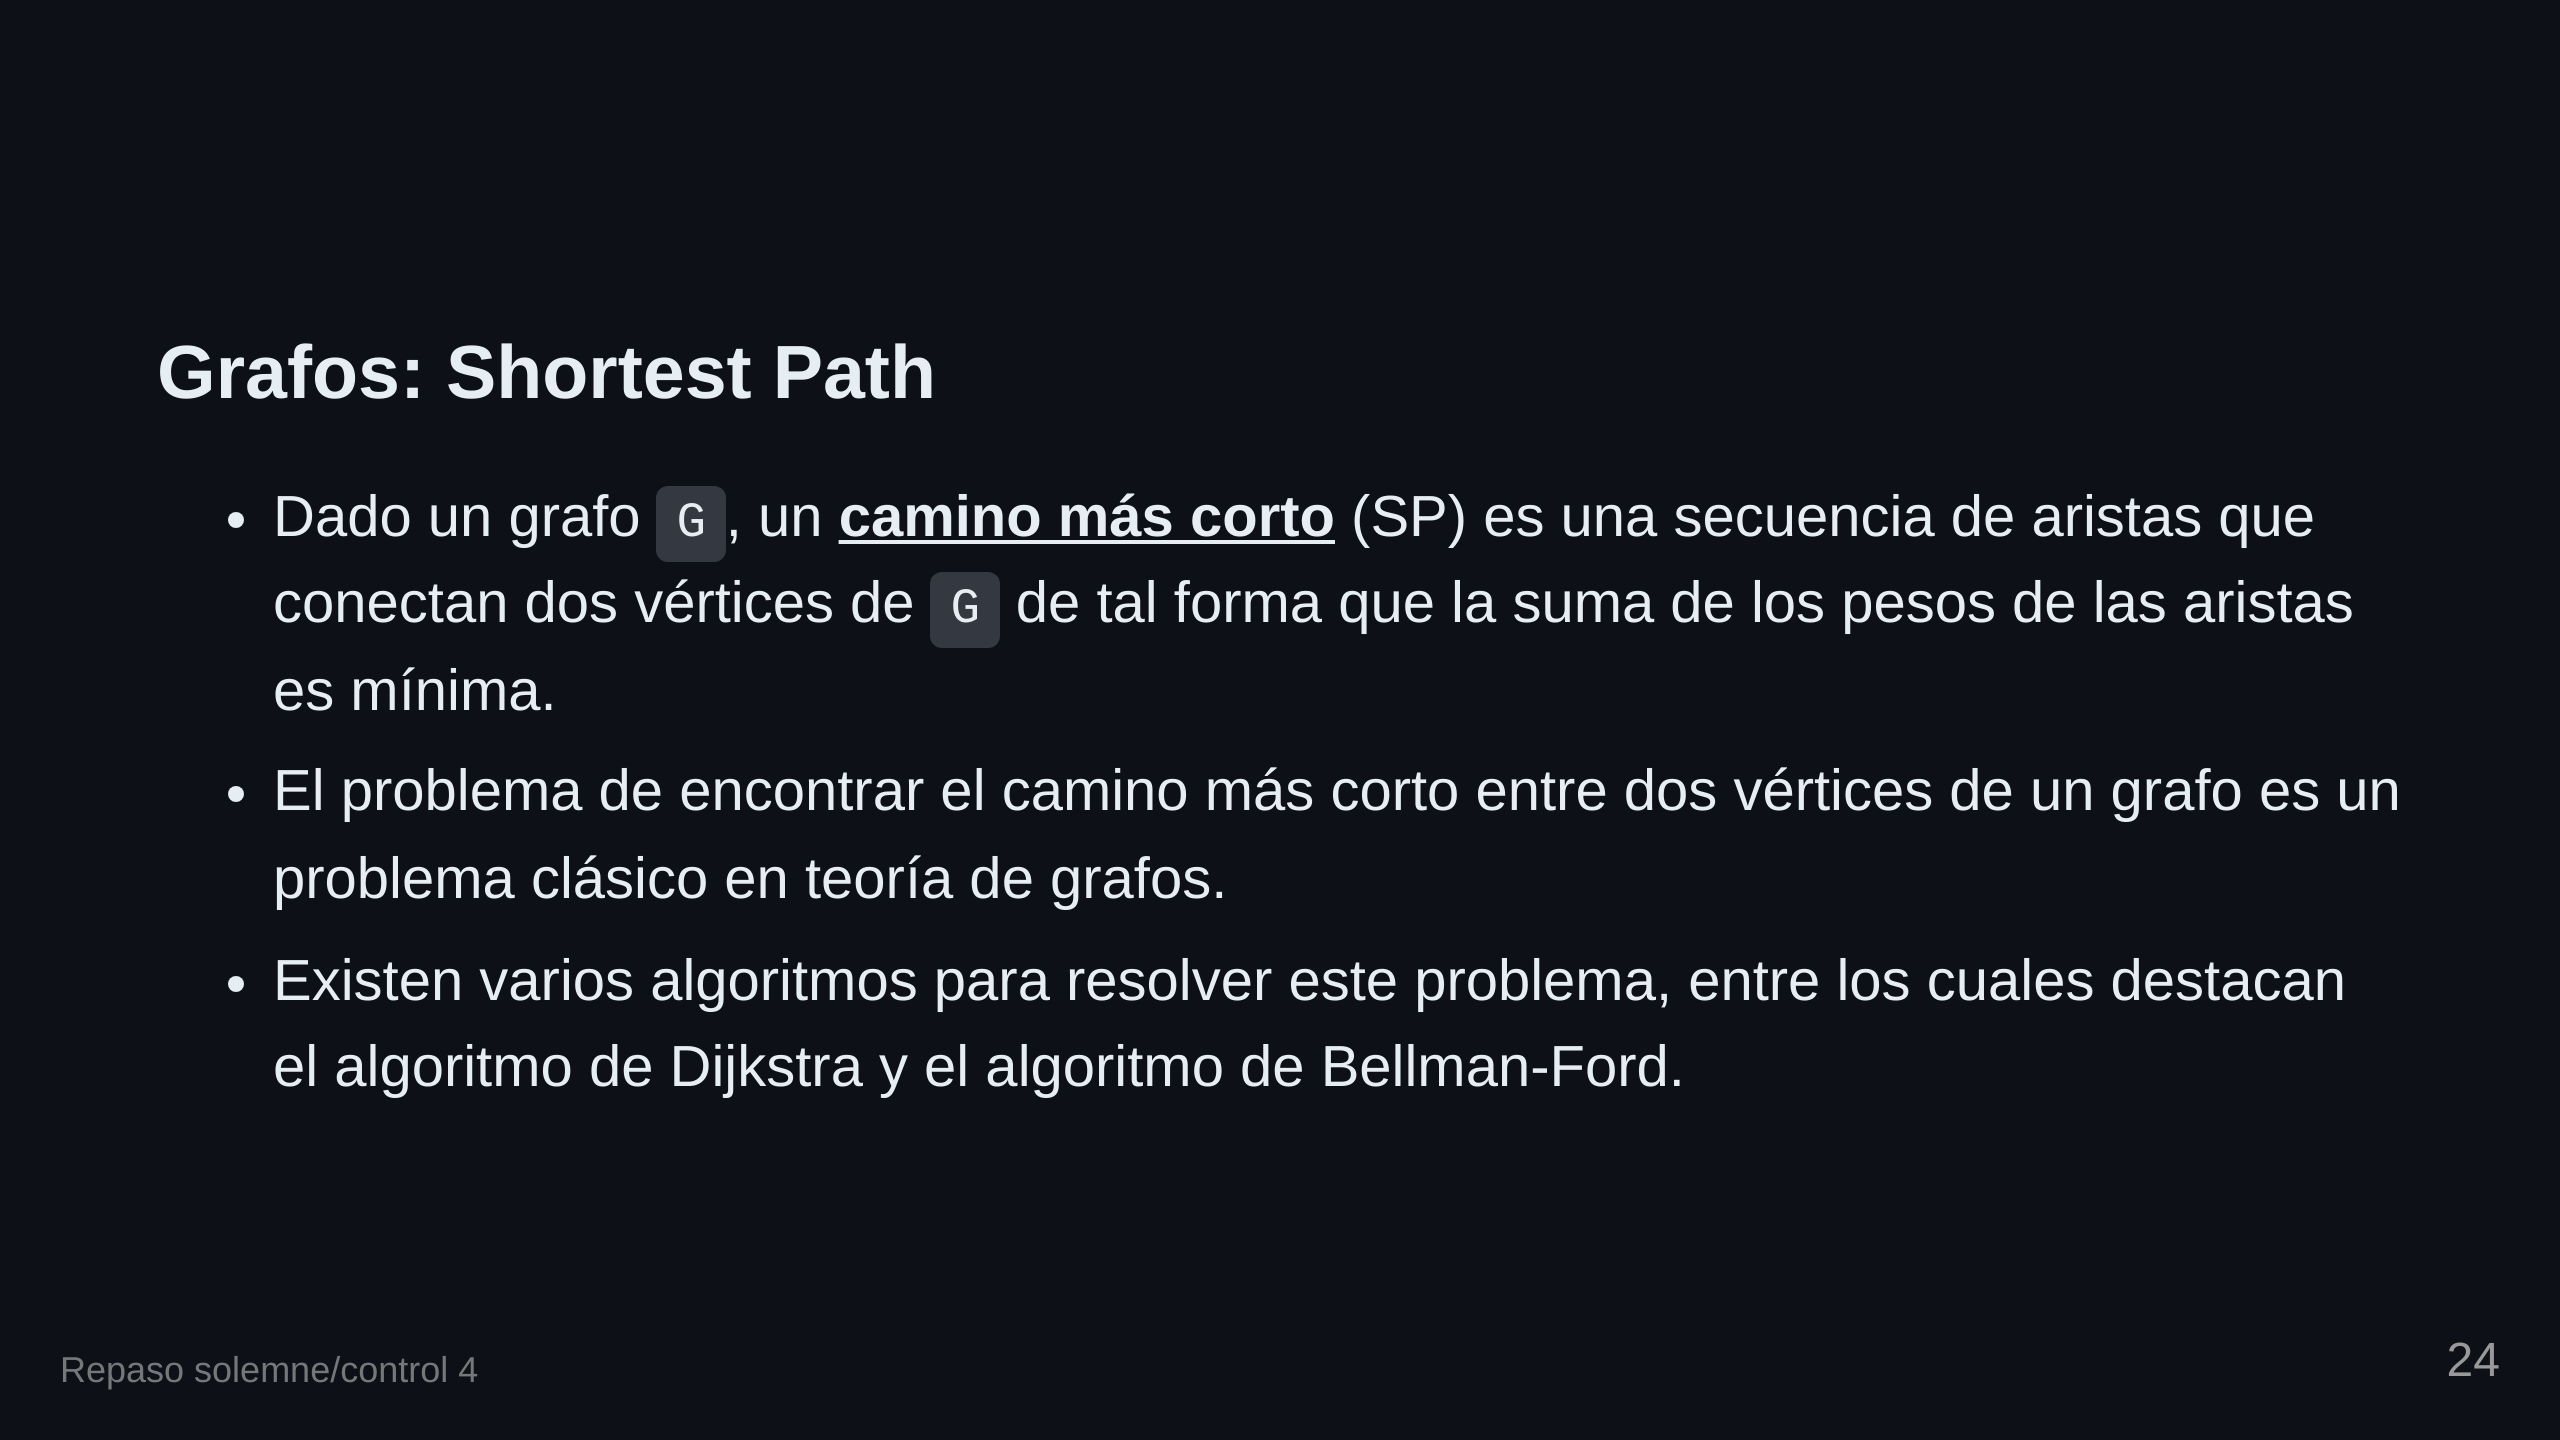 Grafos: Shortest Path
• Dado un grafo G, un camino más corto (SP) es una secuencia de aristas que
conectan dos vértices de G de tal forma que la suma de los pesos de las aristas
es mínima.
• El problema de encontrar el camino más corto entre dos vértices de un grafo es un
problema clásico en teoría de grafos.
• Existen varios algoritmos para resolver este problema, entre los cuales destacan
el algoritmo de Dijkstra y el algoritmo de Bellman-Ford.
Repaso solemne/control 4
24